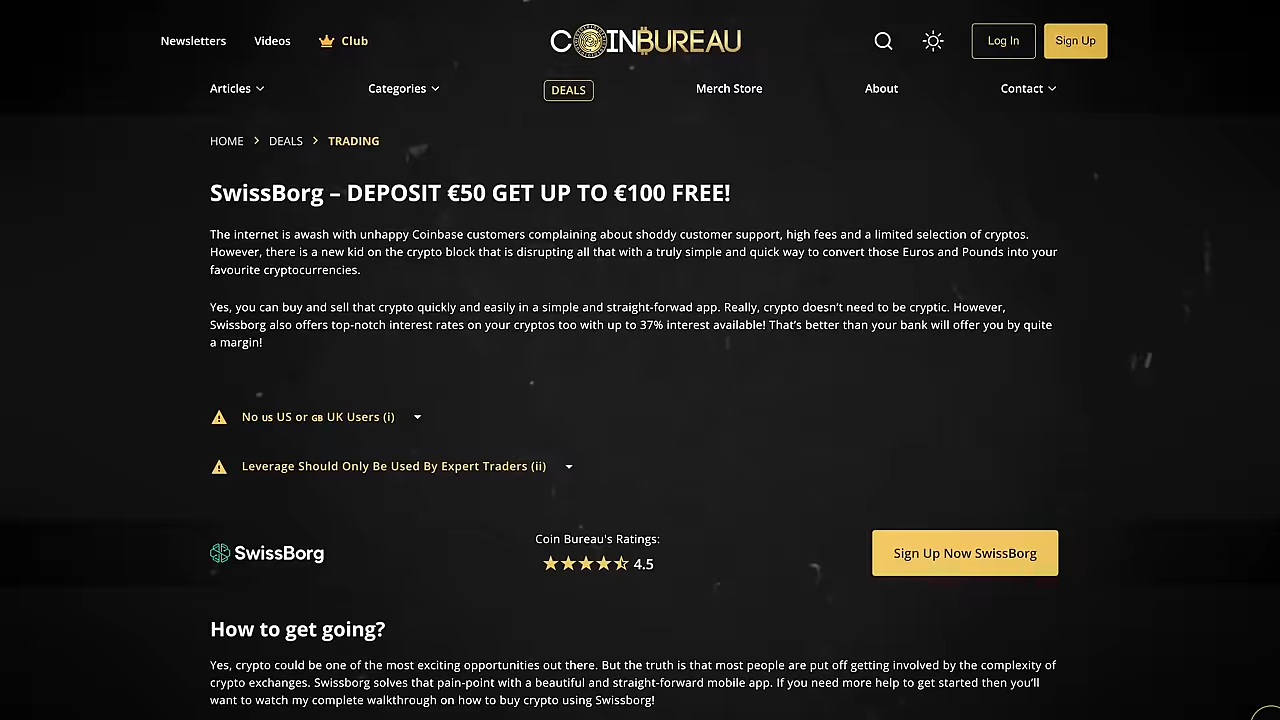 Newsletters
Videos
Club
COINBUREAU
Log In
Sign Up
Articles
Categories
DEALS
Merch Store
About
Contact
HOME > DEALS > TRADING
SwissBorg – DEPOSIT €50 GET UP TO €100 FREE!
The internet is awash with unhappy Coinbase customers complaining about shoddy customer support, high fees and a limited selection of cryptos.
However, there is a new kid on the crypto block that is disrupting all that with a truly simple and quick way to convert those Euros and Pounds into your
favourite cryptocurrencies.
Yes, you can buy and sell that crypto quickly and easily in a simple and straight-forwad app. Really, crypto doesn't need to be cryptic. However,
Swissborg also offers top-notch interest rates on your cryptos too with up to 37% interest available! That's better than your bank will offer you by quite
a margin!
No us US or GB UK Users (i)
Leverage Should Only Be Used By Expert Traders (ii)
SwissBorg
Coin Bureau's Ratings:
4.5
Sign Up Now SwissBorg
How to get going?
Yes, crypto could be one of the most exciting opportunities out there. But the truth is that most people are put off getting involved by the complexity of
crypto exchanges. Swissborg solves that pain-point with a beautiful and straight-forward mobile app. If you need more help to get started then you'll
want to watch my complete walkthrough on how to buy crypto using Swissborg!